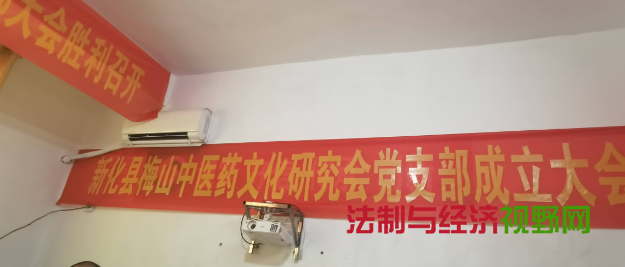 大会胜利召开
新化县梅山中医药文化研究会党支部成立大会
法制与经济视野网